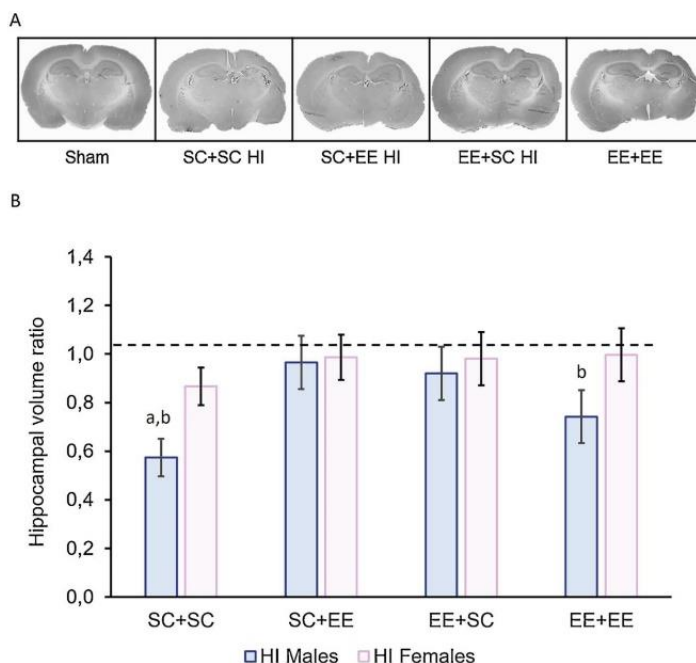 A
Sham
SC+SC HI
SC+EE HI
EE+SC HI
EE+EE
B
Hippocampal volume ratio
1,4
1,2
1,0
0,8
0,6
0,4
0,2
0,0
a,b
b
SC+SC
SC+EE
EE+SC
EE+EE
HI Males
HI Females